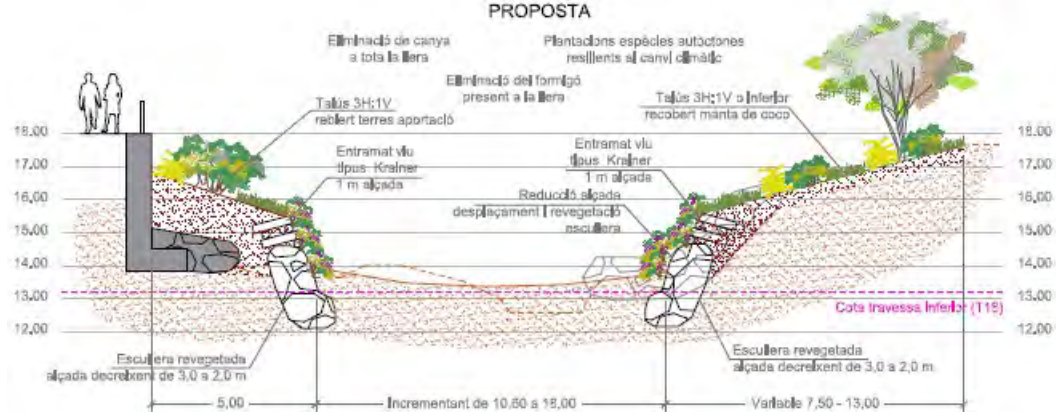 PROPOSTA
Eliminació de canya
a tota la llera
Plantacions espècies autòctones
resilients al canvi climàtic
Eliminació del formigó
present a la llera
Talús 3H:1V
reblert terres aportació
Talús 3H:1V o inferior
recobert manta de coco
Entramat viu
tipus Krainer
1 m alçada
Entramat viu
tipus Krainer
1 m alçada
Reducció alçada
desplaçament i revegetació
escullera
18,00
17,00
16,00
15,00
14,00
13,00
12,00
18,00
17,00
16,00
15,00
14,00
13,00
12,00
Cota travessa inferior (T18)
Escullera revegetada
alçada decreixent de 3,0 a 2,0 m
Escullera revegetada
alçada decreixent de 3,0 a 2,0 m
5,00
Incrementant de 10,60 a 18,00
Variable 7,50 - 13,00